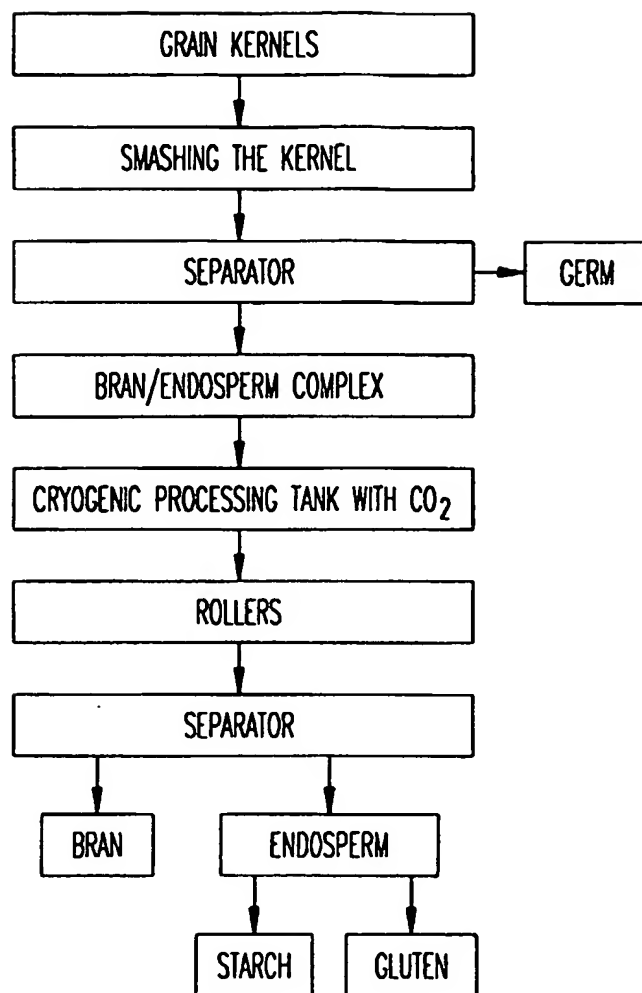 GRAIN KERNELS
SMASHING THE KERNEL
SEPARATOR
GERM
BRAN/ENDOSPERM COMPLEX
CRYOGENIC PROCESSING TANK WITH CO₂
ROLLERS
SEPARATOR
BRAN
ENDOSPERM
STARCH
GLUTEN